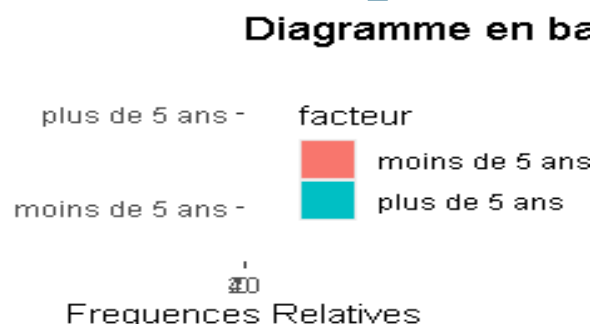 Diagramme en ba
plus de 5 ans
facteur
moins de 5 ans
plus de 5 ans
moins de 5 ans
Frequences Relatives